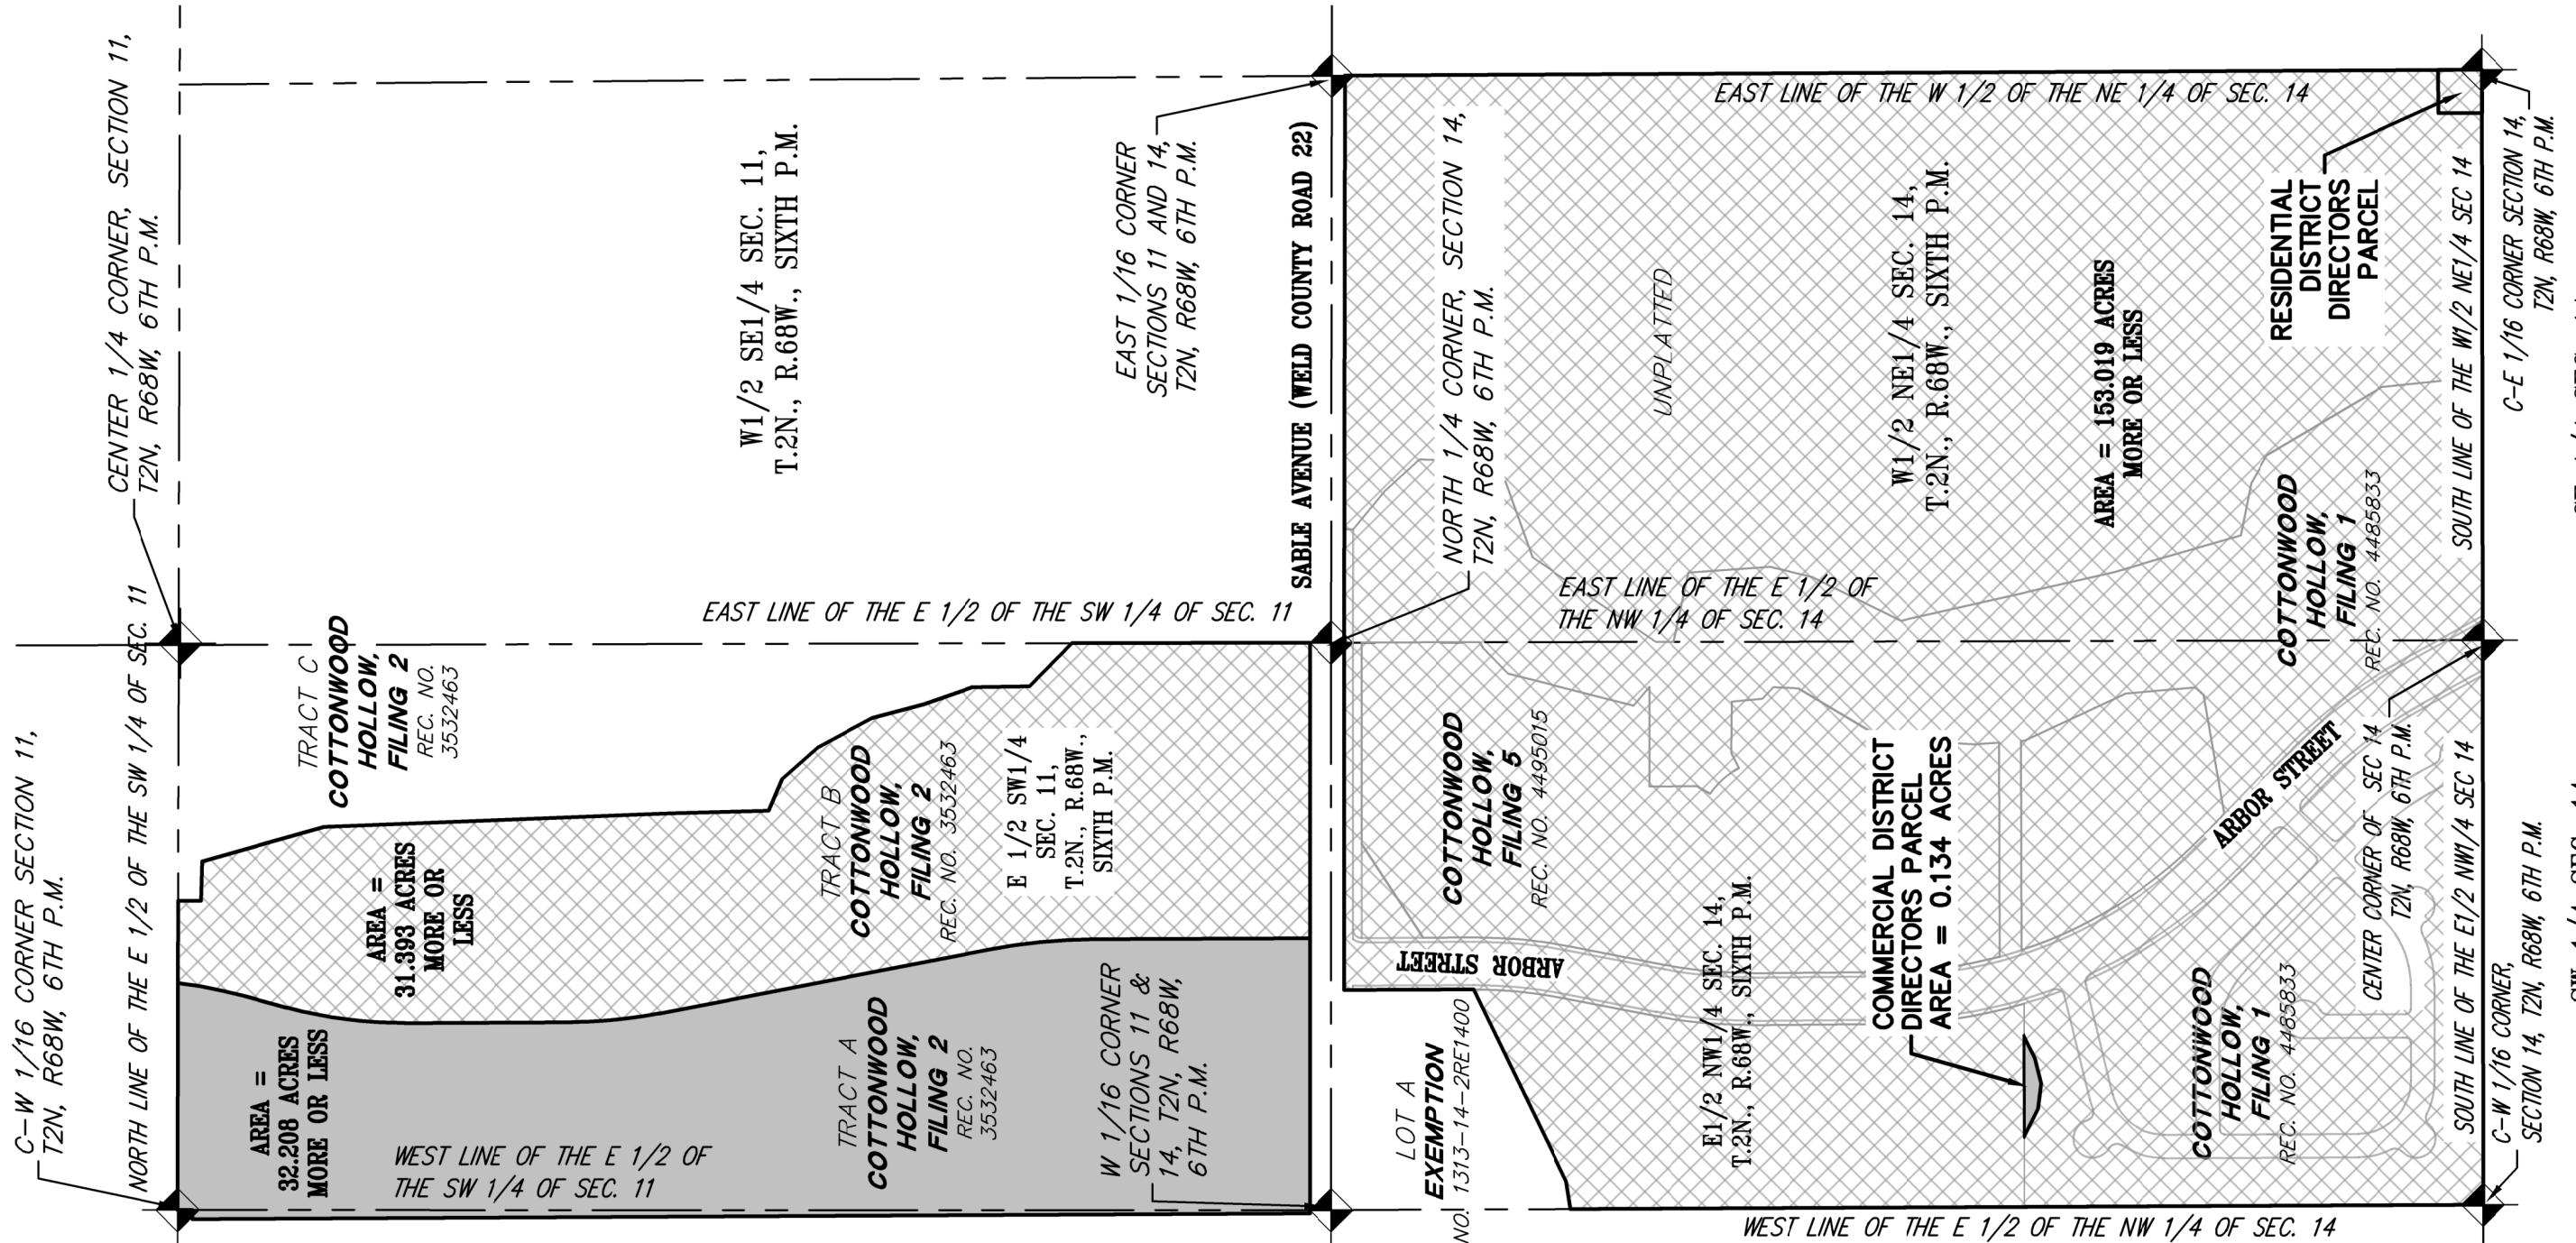 C-W 1/16 CORNER SECTION 11,
T2N, R68W, 6TH P.M.
NORTH LINE OF THE E 1/2 OF THE SW 1/4 OF SEC. 11
CENTER 1/4 CORNER, SECTION 11,
T2N, R68W, 6TH P.M.
AREA =
32.208 ACRES
MORE OR LESS
WEST LINE OF THE E 1/2 OF
THE SW 1/4 OF SEC. 11
AREA =
31.393 ACRES
MORE OR
LESS
TRACT C
COTTONWOOD
HOLLOW,
FILING 2
REC. NO.
3532463
TRACT A
COTTONWOOD
HOLLOW,
FILING 2
REC. NO.
3532463
TRACT B
COTTONWOOD
HOLLOW,
FILING 2
REC. NO. 3532463
E 1/2 SW1/4
SEC. 11,
T.2N., R.68W.,
SIXTH P.M.
W 1/16 CORNER
SECTIONS 11 &
14, T2N, R68W,
6TH P.M.
EAST LINE OF THE E 1/2 OF THE SW 1/4 OF SEC. 11
W1/2 SE1/4 SEC. 11,
T.2N., R.68W., SIXTH P.M.
EAST 1/16 CORNER
SECTIONS 11 AND 14,
T2N, R68W, 6TH P.M.
SABLE AVENUE (WELD COUNTY ROAD 22)
LOT A
EXEMPTION
NO. 1313-14-2RE1400
ARBOR STREET
COTTONWOOD
HOLLOW,
FILING 5
REC. NO. 4495015
NORTH 1/4 CORNER, SECTION 14,
T2N, R68W, 6TH P.M.
EAST LINE OF THE E 1/2 OF
THE NW 1/4 OF SEC. 14
UNPLATTED
EAST LINE OF THE W 1/2 OF THE NE 1/4 OF SEC. 14
E1/2 NW1/4 SEC. 14,
T.2N., R.68W., SIXTH P.M.
COMMERCIAL DISTRICT
DIRECTORS PARCEL
AREA = 0.134 ACRES
W1/2 NE1/4 SEC. 14,
T.2N., R.68W., SIXTH P.M.
AREA = 153.019 ACRES
MORE OR LESS
RESIDENTIAL
DISTRICT
DIRECTORS
PARCEL
COTTONWOOD
HOLLOW,
FILING 1
REC. NO. 4485833
ARBOR STREET
COTTONWOOD
HOLLOW,
FILING 1
REC. NO. 4485833
CENTER CORNER OF SEC 14
T2N, R68W, 6TH P.M.
SOUTH LINE OF THE E1/2 NW1/4 SEC 14
SOUTH LINE OF THE W1/2 NE1/4 SEC 14
C-W 1/16 CORNER,
SECTION 14, T2N, R68W, 6TH P.M.
C-E 1/16 CORNER SECTION 14,
T2N, R68W, 6TH P.M.
WEST LINE OF THE E 1/2 OF THE NW 1/4 OF SEC. 14